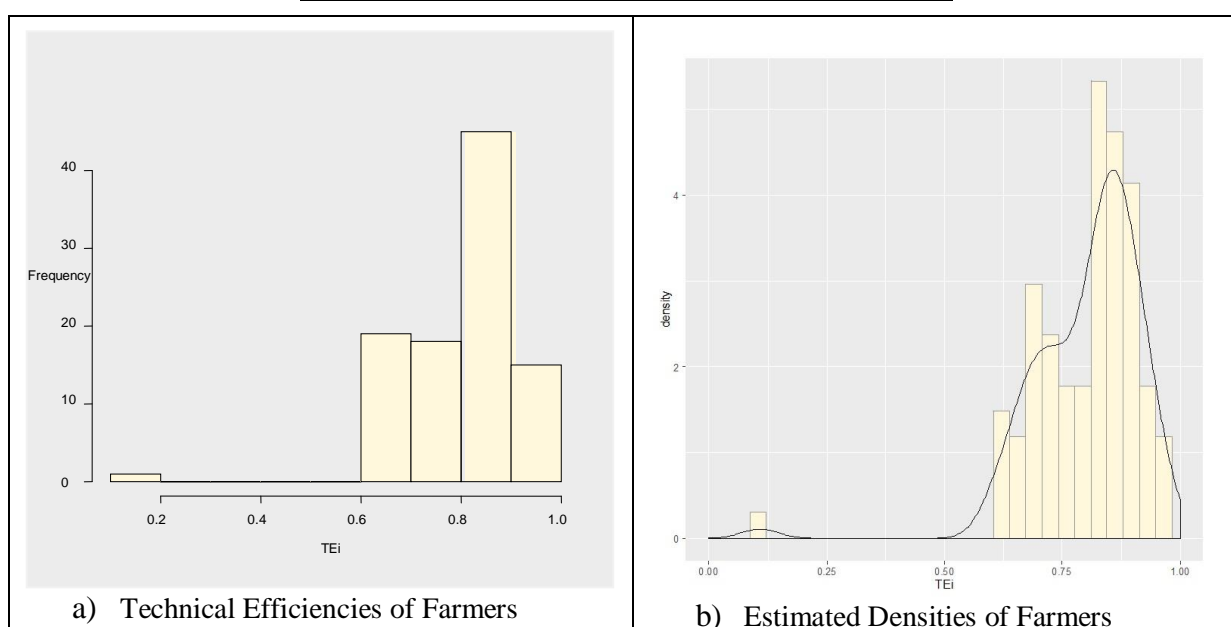 40
30
Frequency
20
10
0
0.2 0.4 0.6 0.8 1.0
TEi
a) Technical Efficiencies of Farmers
density
4
2
0
0.00 0.25 0.50 0.75 1.00
TEi
b) Estimated Densities of Farmers